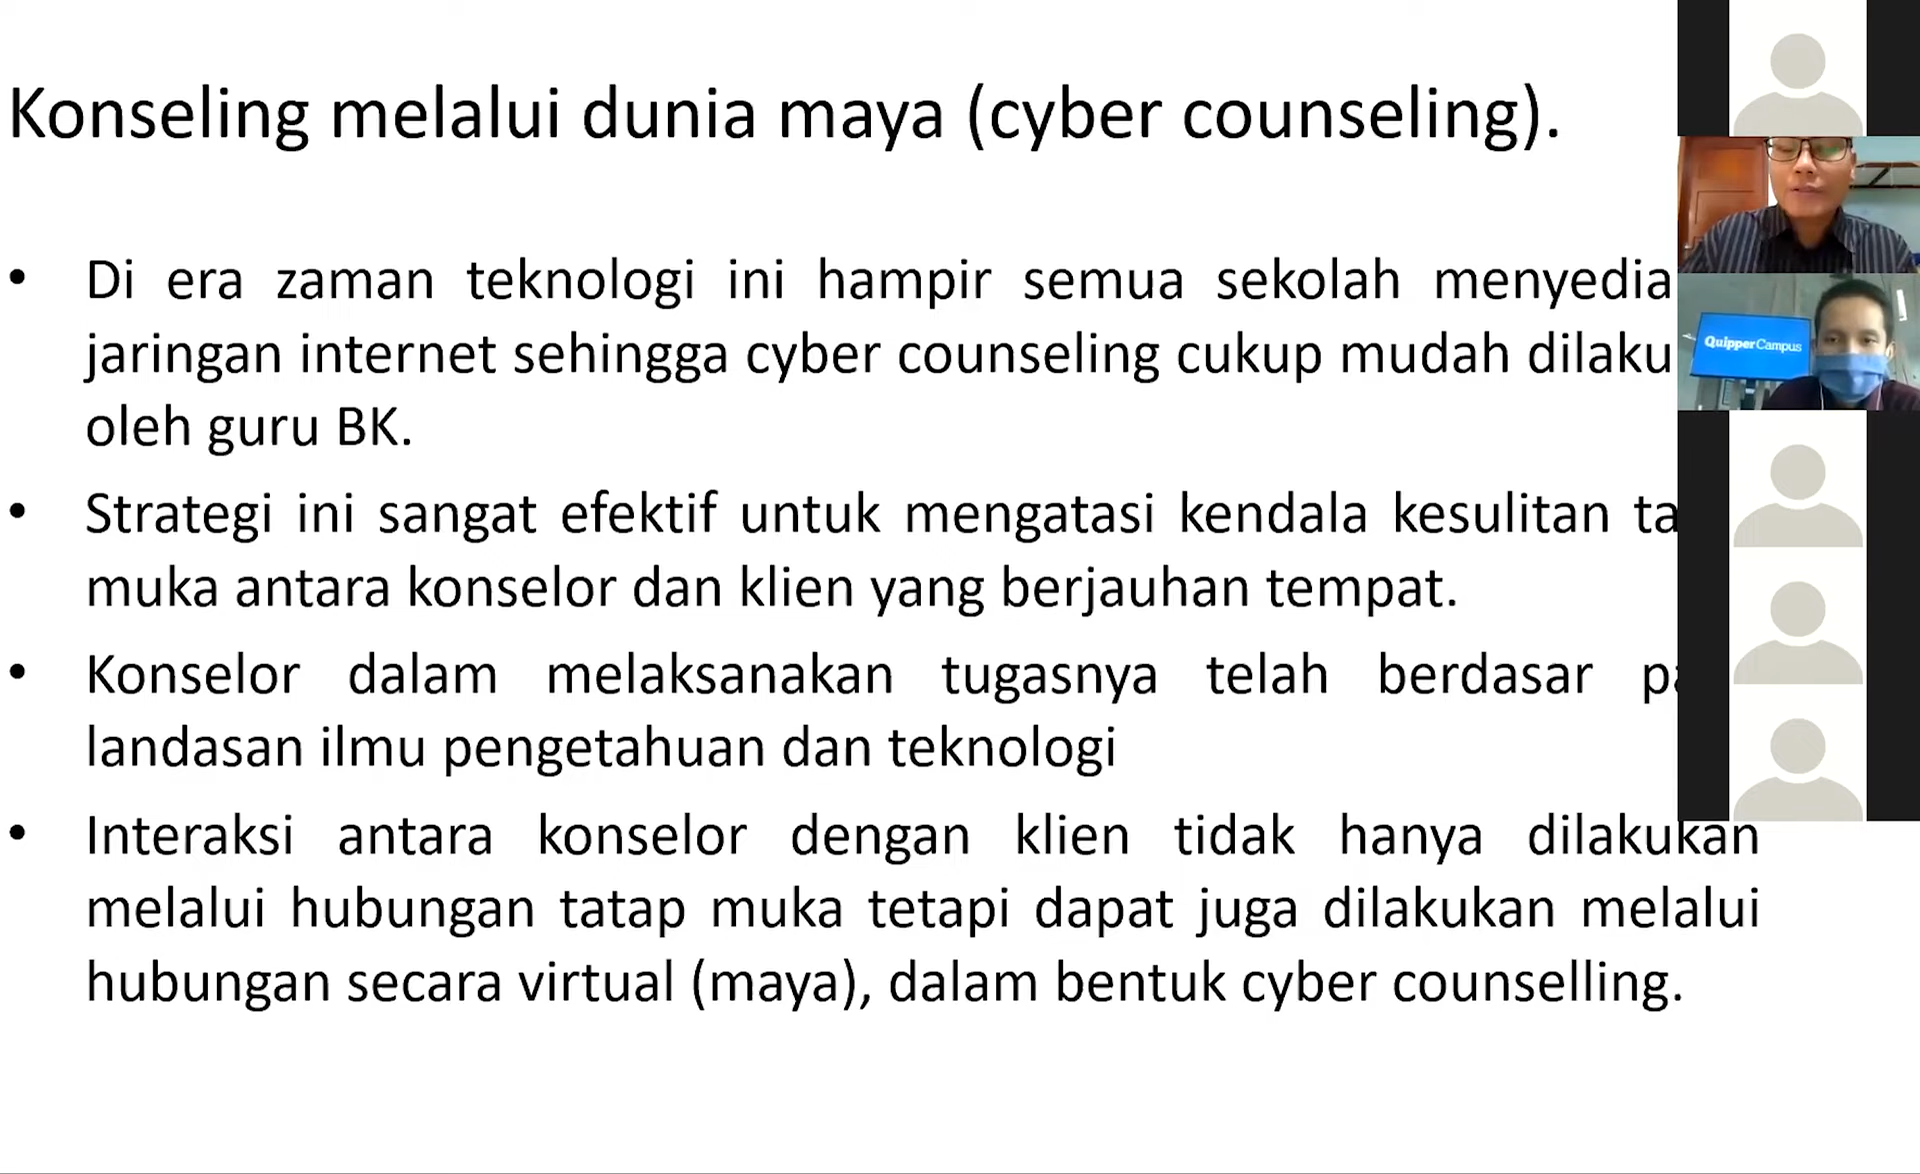 Konseling melalui dunia maya (cyber counseling).
• Di era zaman teknologi ini hampir semua sekolah menyedia
jaringan internet sehingga cyber counseling cukup mudah dilaku
oleh guru BK.
• Strategi ini sangat efektif untuk mengatasi kendala kesulitan ta
muka antara konselor dan klien yang berjauhan tempat.
• Konselor dalam melaksanakan tugasnya telah berdasar pa
landasan ilmu pengetahuan dan teknologi
• Interaksi antara konselor dengan klien tidak hanya dilakukan
melalui hubungan tatap muka tetapi dapat juga dilakukan melalui
hubungan secara virtual (maya), dalam bentuk cyber counselling.
Quipper Campus